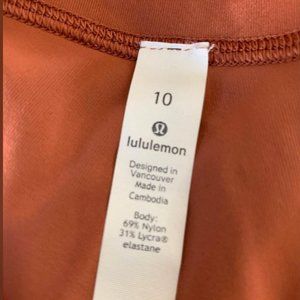 10
lululemon
Designed in
Vancouver
Made in
Cambodia
Body:
69% Nylon
31% Lycra®
elastane